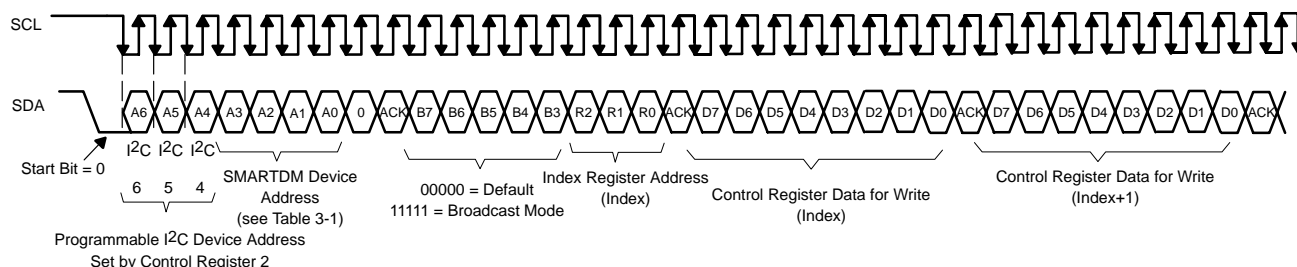 SCL
SDA
A6 A5 A4 A3 A2 A1 A0 0 ACK B7 B6 B5 B4 B3 R2 R1 R0 ACK D7 D6 D5 D4 D3 D2 D1 D0 ACK D7 D6 D5 D4 D3 D2 D1 D0 ACK
Start Bit = 0
I2C I2C I2C
6 5 4
Programmable I2C Device Address
Set by Control Register 2
SMARTDM Device
Address
(see Table 3-1)
00000 = Default
11111 = Broadcast Mode
Index Register Address
(Index)
Control Register Data for Write
(Index)
Control Register Data for Write
(Index+1)